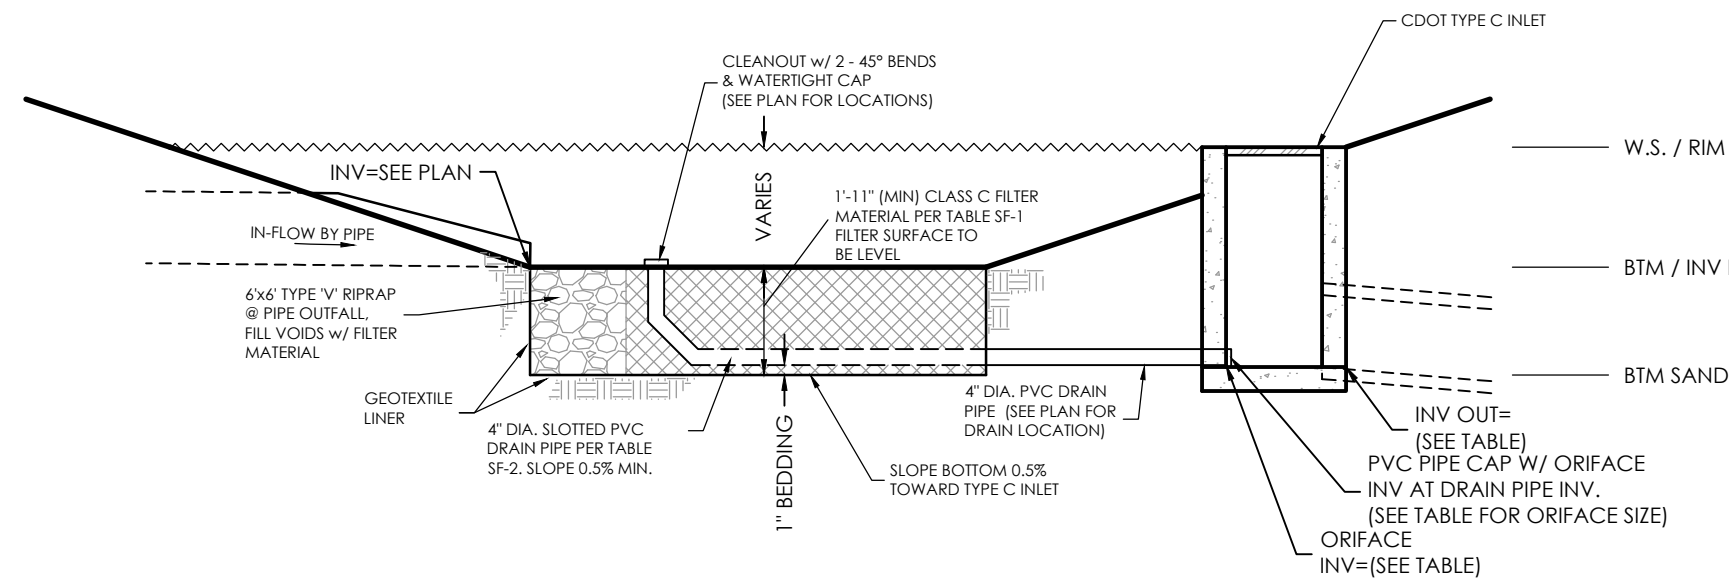 CDOT TYPE C INLET
CLEANOUT w/ 2 - 45° BENDS
& WATERTIGHT CAP
(SEE PLAN FOR LOCATIONS)
W.S. / RIM
INV=SEE PLAN
VARIES
1'-11" (MIN) CLASS C FILTER
MATERIAL PER TABLE SF-1
FILTER SURFACE TO
BE LEVEL
IN-FLOW BY PIPE
BTM / INV
6'x6' TYPE 'V' RIPRAP
@ PIPE OUTFALL,
FILL VOIDS w/ FILTER
MATERIAL
BTM SAND
GEOTEXTILE
LINER
4" DIA. SLOTTED PVC
DRAIN PIPE PER TABLE
SF-2. SLOPE 0.5% MIN.
1" BEDDING
4" DIA. PVC DRAIN
PIPE (SEE PLAN FOR
DRAIN LOCATION)
SLOPE BOTTOM 0.5%
TOWARD TYPE C INLET
INV OUT=
(SEE TABLE)
PVC PIPE CAP W/ ORIFACE
INV AT DRAIN PIPE INV.
(SEE TABLE FOR ORIFACE SIZE)
ORIFACE
INV=(SEE TABLE)